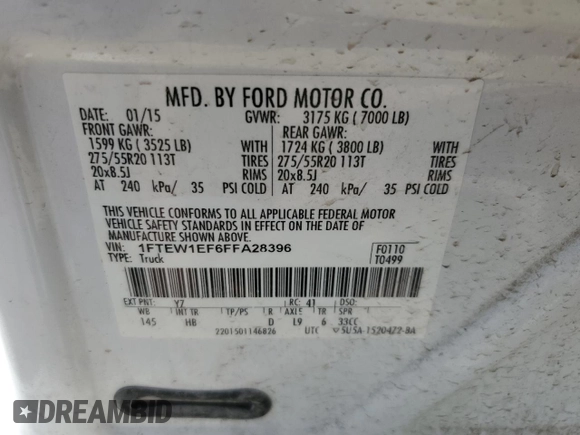 MFD. BY FORD MOTOR CO.
DATE: 01/15 GVWR: 3175 KG ( 7000 LB)
FRONT GAWR: REAR GAWR:
1599 KG ( 3525 LB) WITH 1724 KG ( 3800 LB) WITH
275/55R20 113T TIRES 275/55R20 113T TIRES
20x8.5J RIMS 20x8.5J RIMS
AT 240 kPa/ 35 PSI COLD AT 240 kPa/ 35 PSI COLD
THIS VEHICLE CONFORMS TO ALL APPLICABLE FEDERAL MOTOR
VEHICLE SAFETY STANDARDS IN EFFECT ON THE DATE OF
MANUFACTURE SHOWN ABOVE.
VIN: 1FTEW1EF6FFA28396 F0110
TYPE: Truck T0499
EXT PNT: Y7 RC: 41 DSO:
WB INT TR TP/PS R AXLE TR SPR
145 HB D L9 6 33CC
2201501146826 UTC
DREAMBID